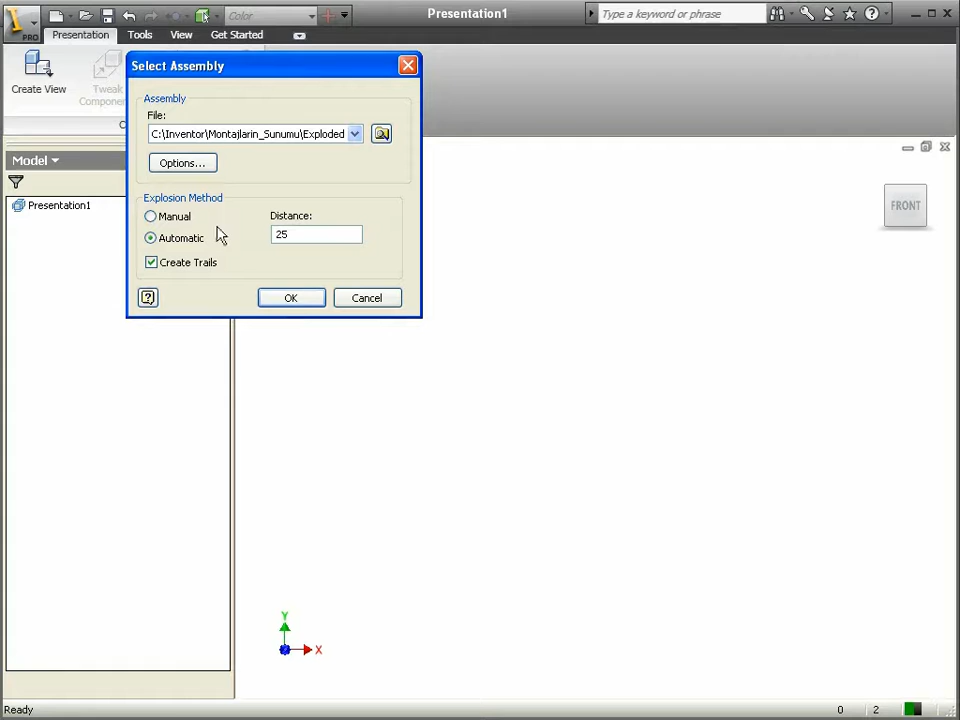 Color
Presentation1
Type a keyword or phrase
PRO
Presentation
Tools
View
Get Started
Create View
Tweak
Select Assembly
Assembly
File:
C:\Inventor\Montajlarin_Sunumu\Exploded
Options...
Explosion Method
Manual
Distance:
Automatic
25
Create Trails
OK
Cancel
Model
Presentation1
FRONT
Y
X
Ready
0
2